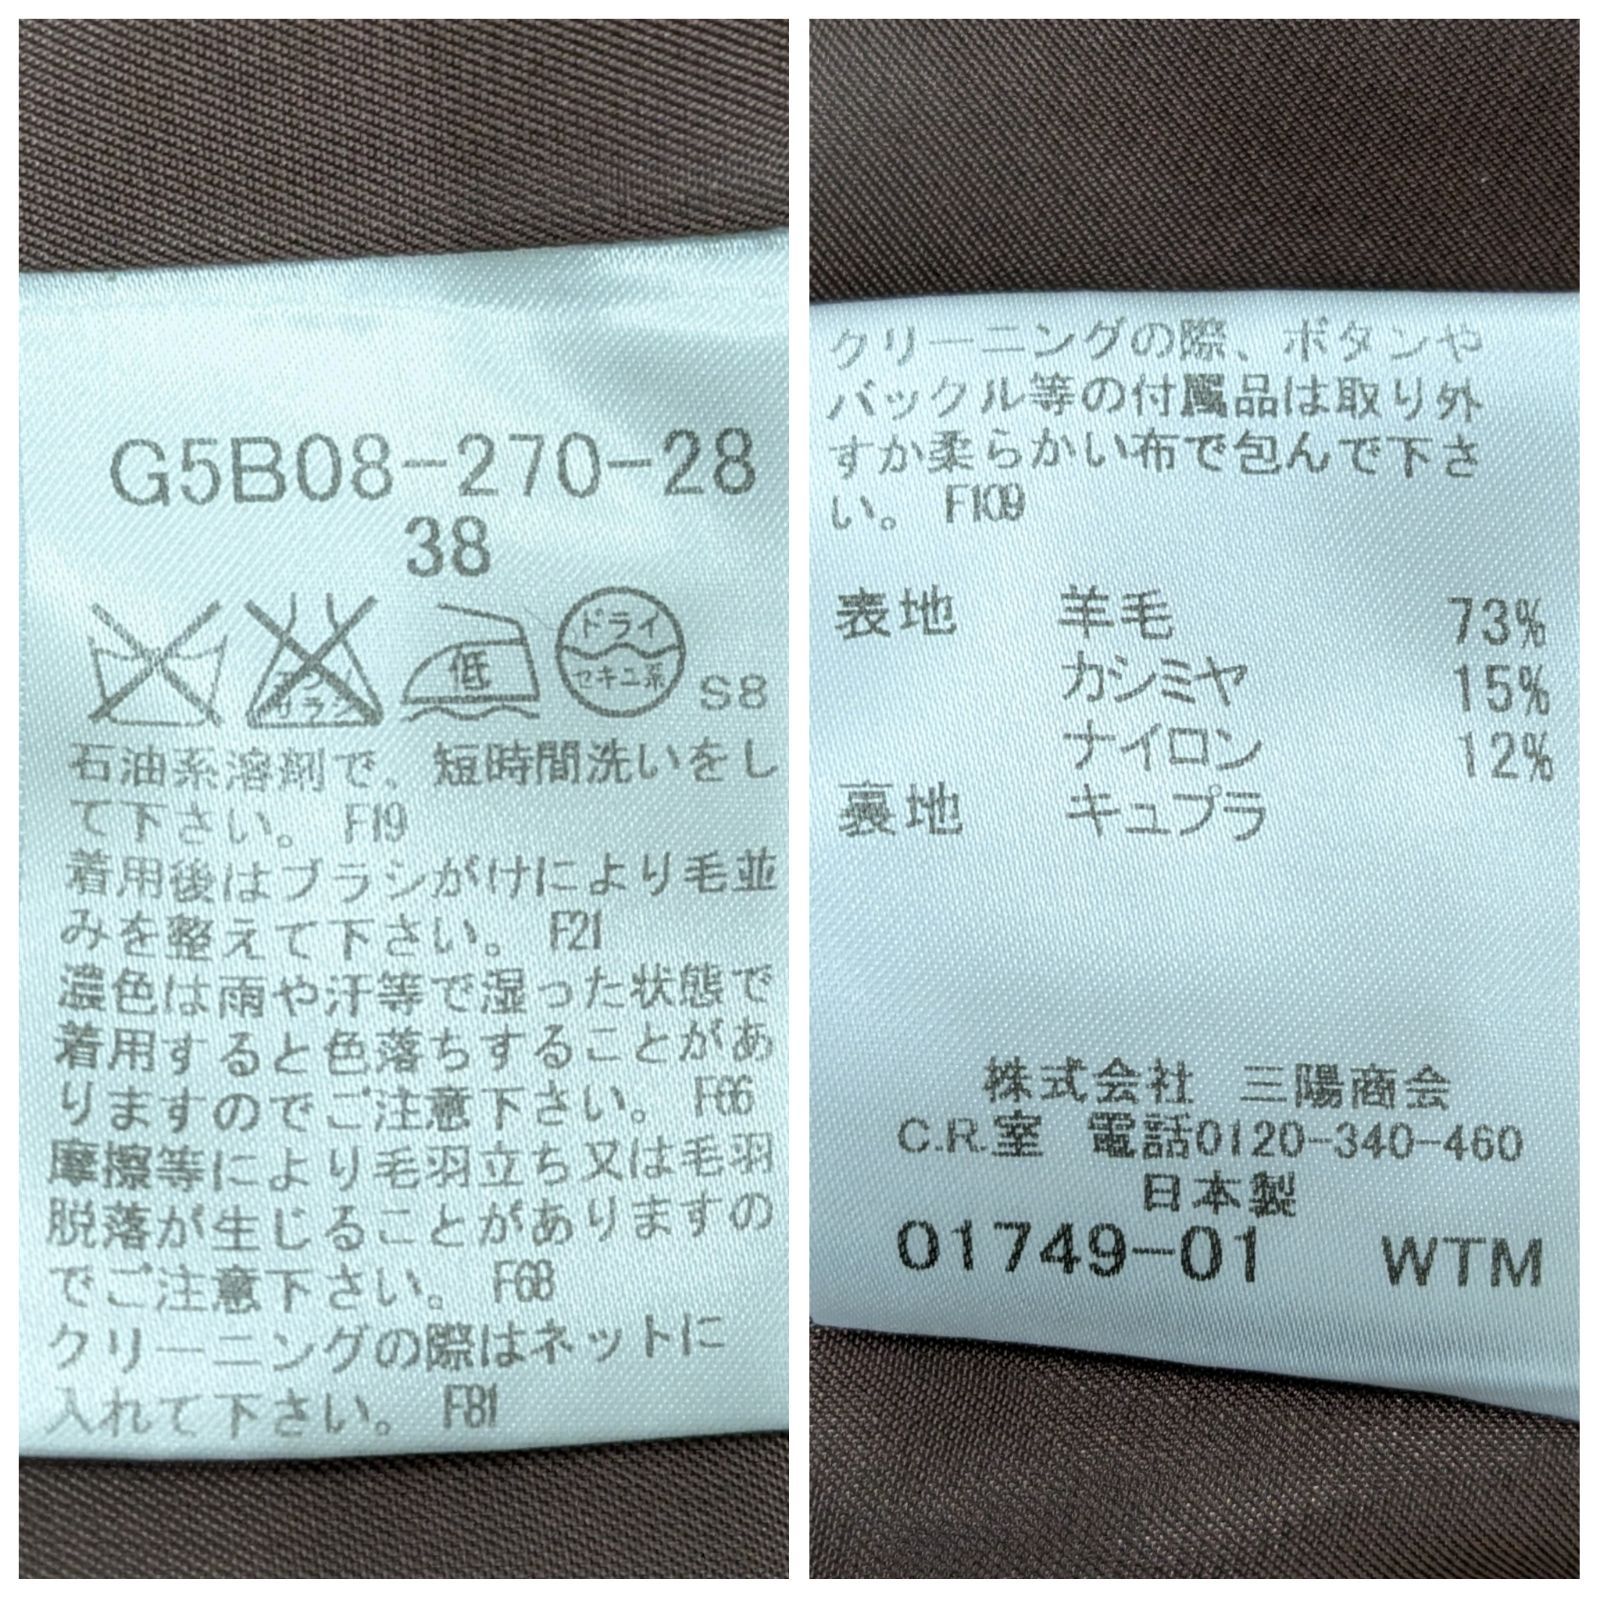 G5B08-270-28
38
ドライ
低
セキユ系
エンソサラシ
S8
石油系溶剤で、短時間洗いをし
て下さい。 F19
着用後はブラシがけにより毛並
みを整えて下さい。 F21
濃色は雨や汗等で湿った状態で
着用すると色落ちすることがあ
りますのでご注意下さい。 F66
摩擦等により毛羽立ち又は毛羽
脱落が生じることがありますの
でご注意下さい。 F68
クリーニングの際はネットに
入れて下さい。 F81
クリーニングの際、ボタンや
バックル等の付属品は取り外
すか柔らかい布で包んで下さ
い。 F109
表地 羊毛 73%
カシミヤ 15%
ナイロン 12%
裏地 キュプラ
株式会社 三陽商会
C.R.室 電話0120-340-460
日本製
01749-01 WTM